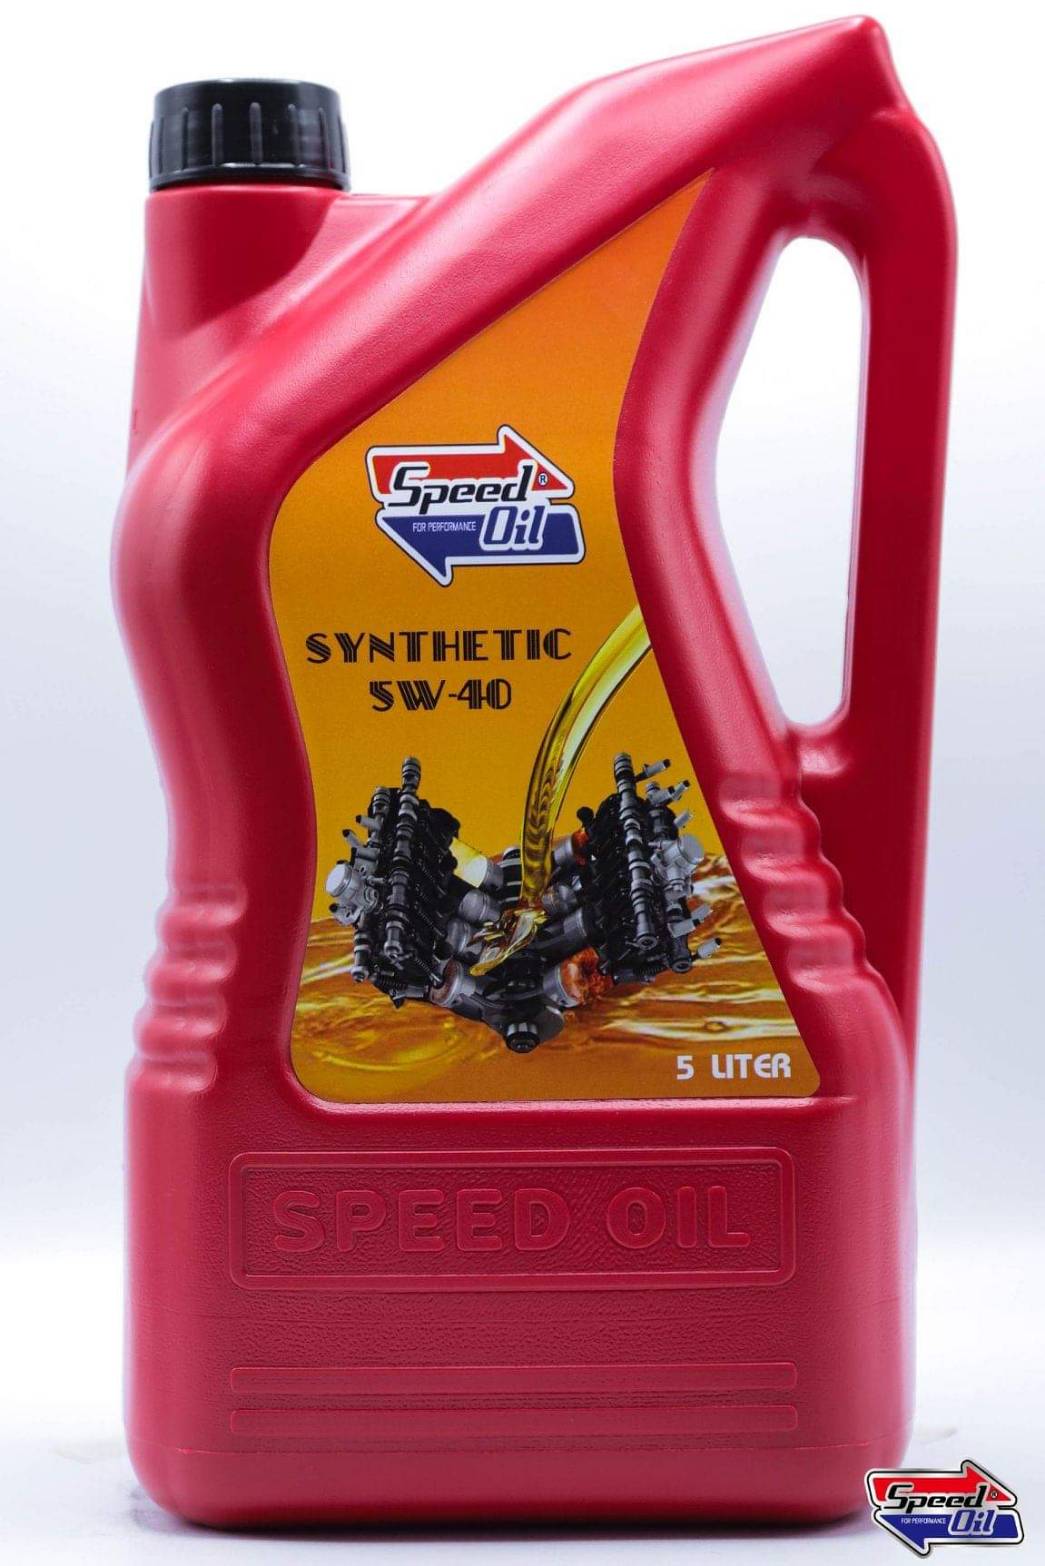 Speed®
FOR PERFORMANCE Oil
SYNTHETIC
5W-40
5 LITER
SPEED OIL
Speed®
FOR PERFORMANCE Oil